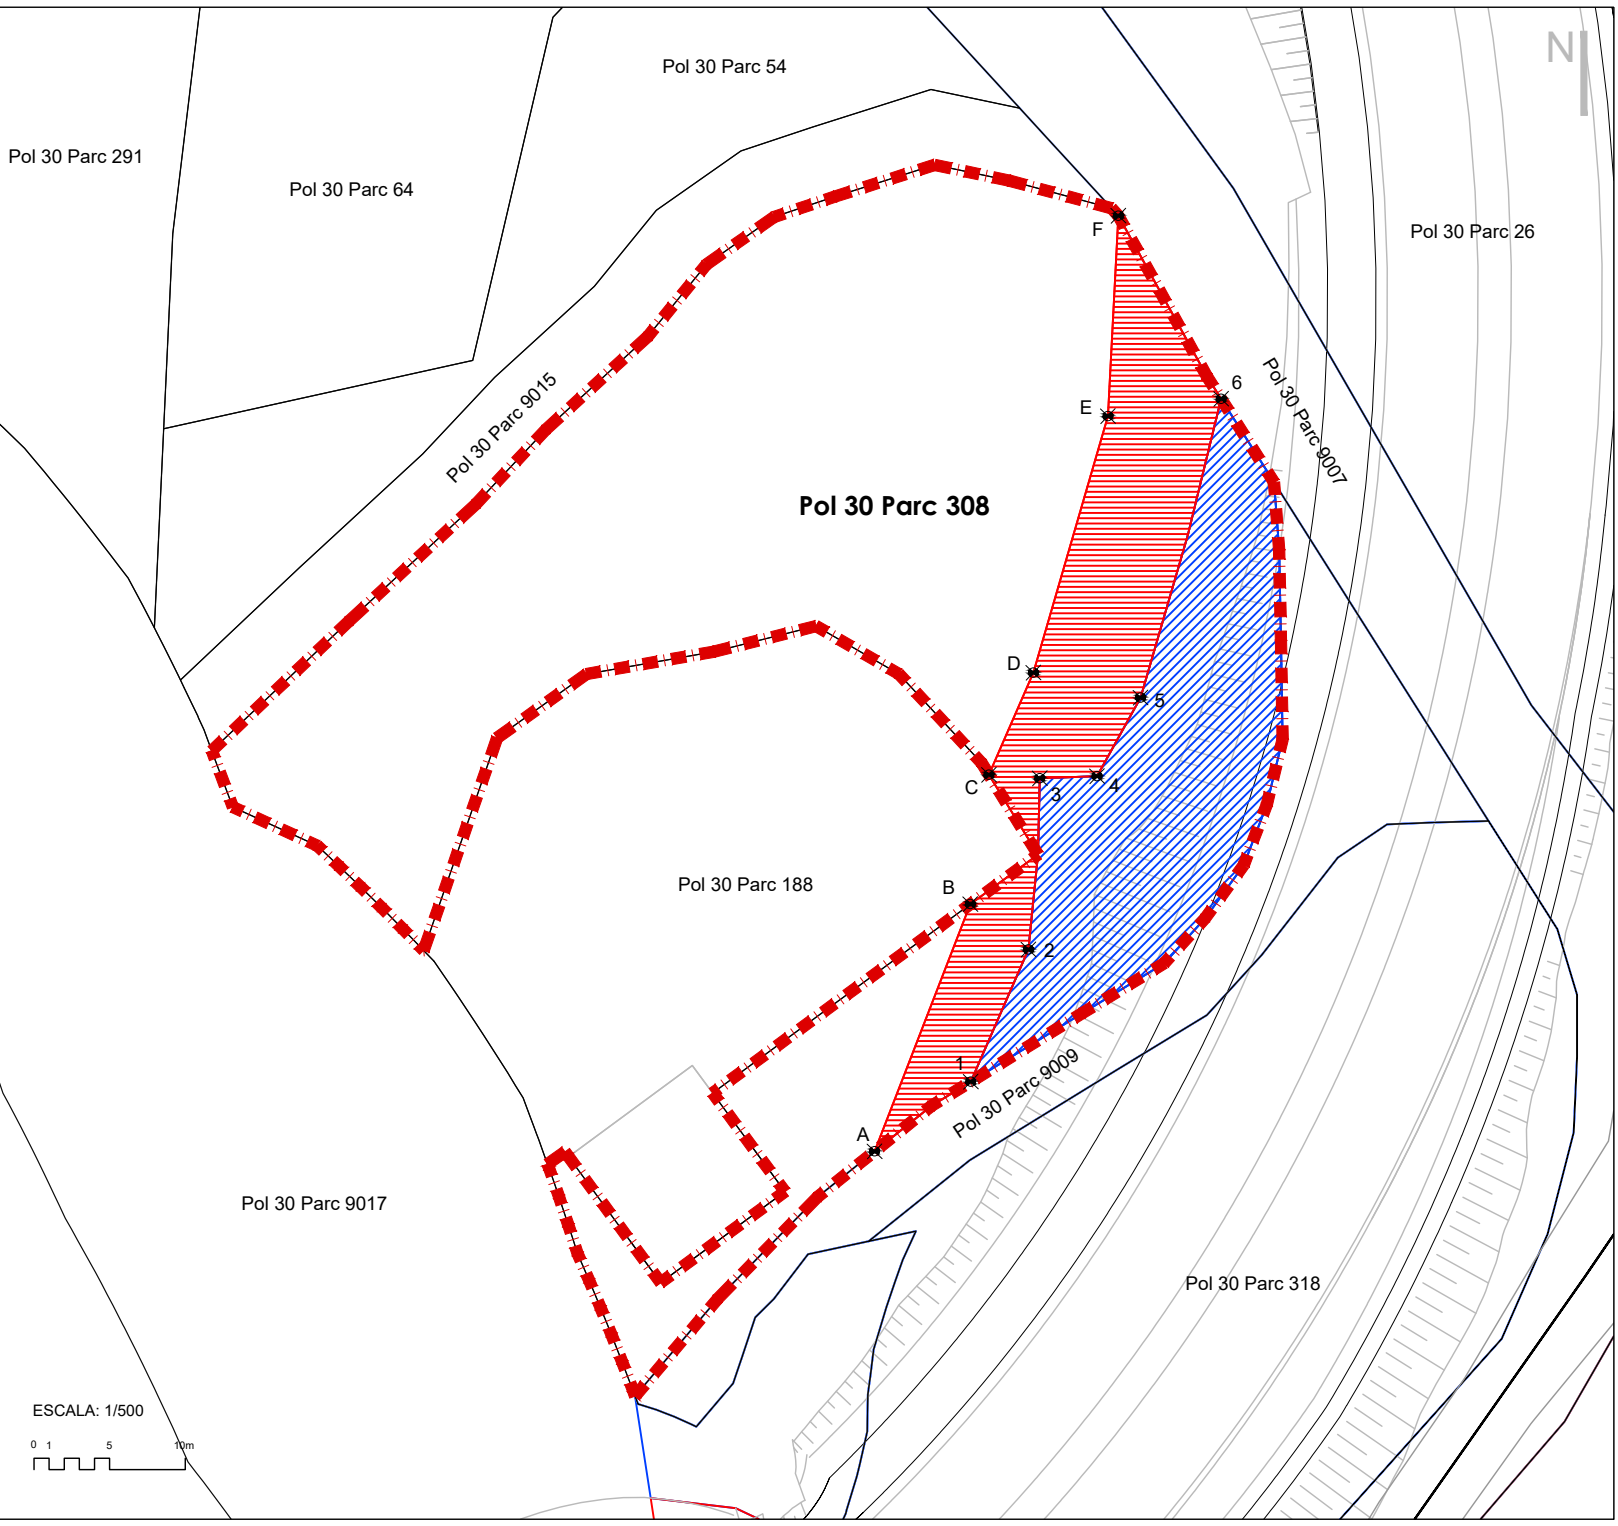 Pol 30 Parc 54
N
Pol 30 Parc 291
Pol 30 Parc 64
F
Pol 30 Parc 26
Pol 30 Parc 9015
6
Pol 30 Parc 9007
E
Pol 30 Parc 308
D
5
C
3
4
Pol 30 Parc 188
B
2
1
Pol 30 Parc 9009
A
Pol 30 Parc 9017
Pol 30 Parc 318
ESCALA: 1/500
0 1 5 10m